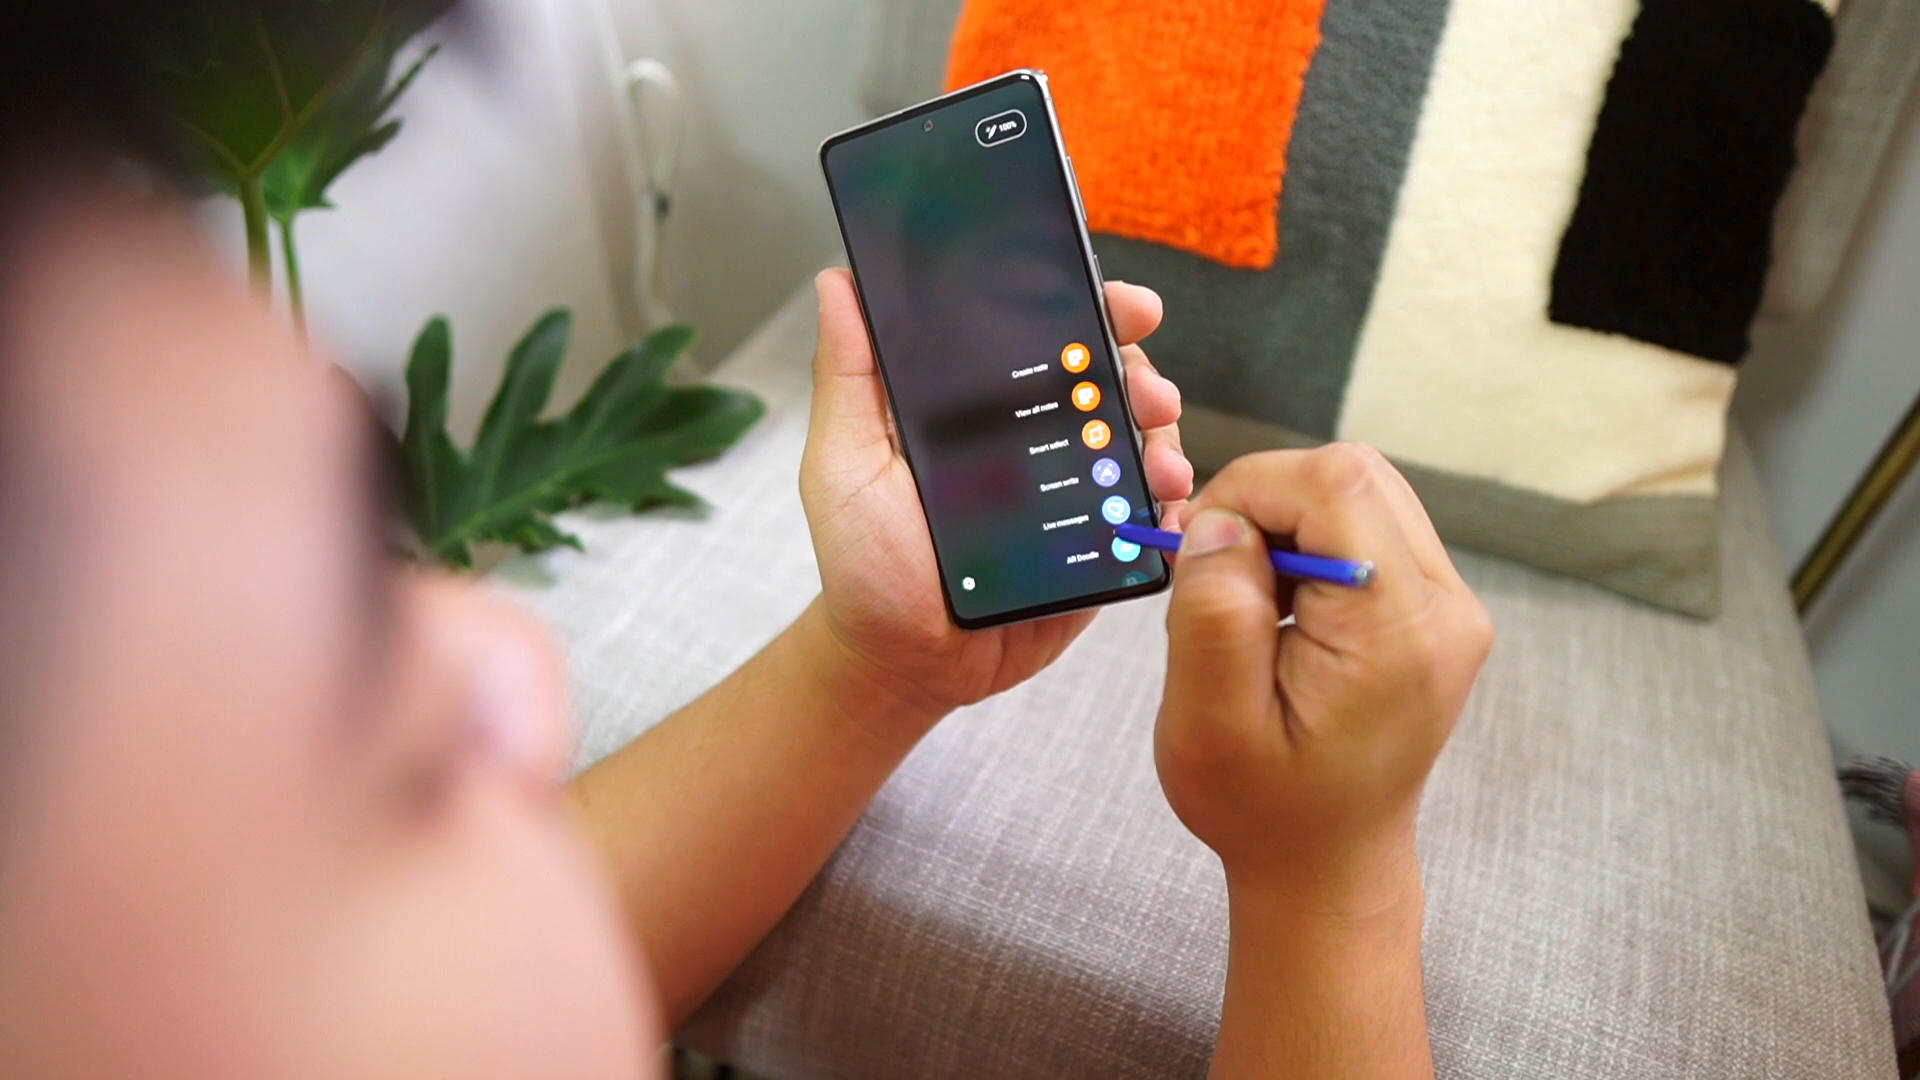 100%
Create note
View all notes
Smart select
Screen write
Live messages
AR Doodle